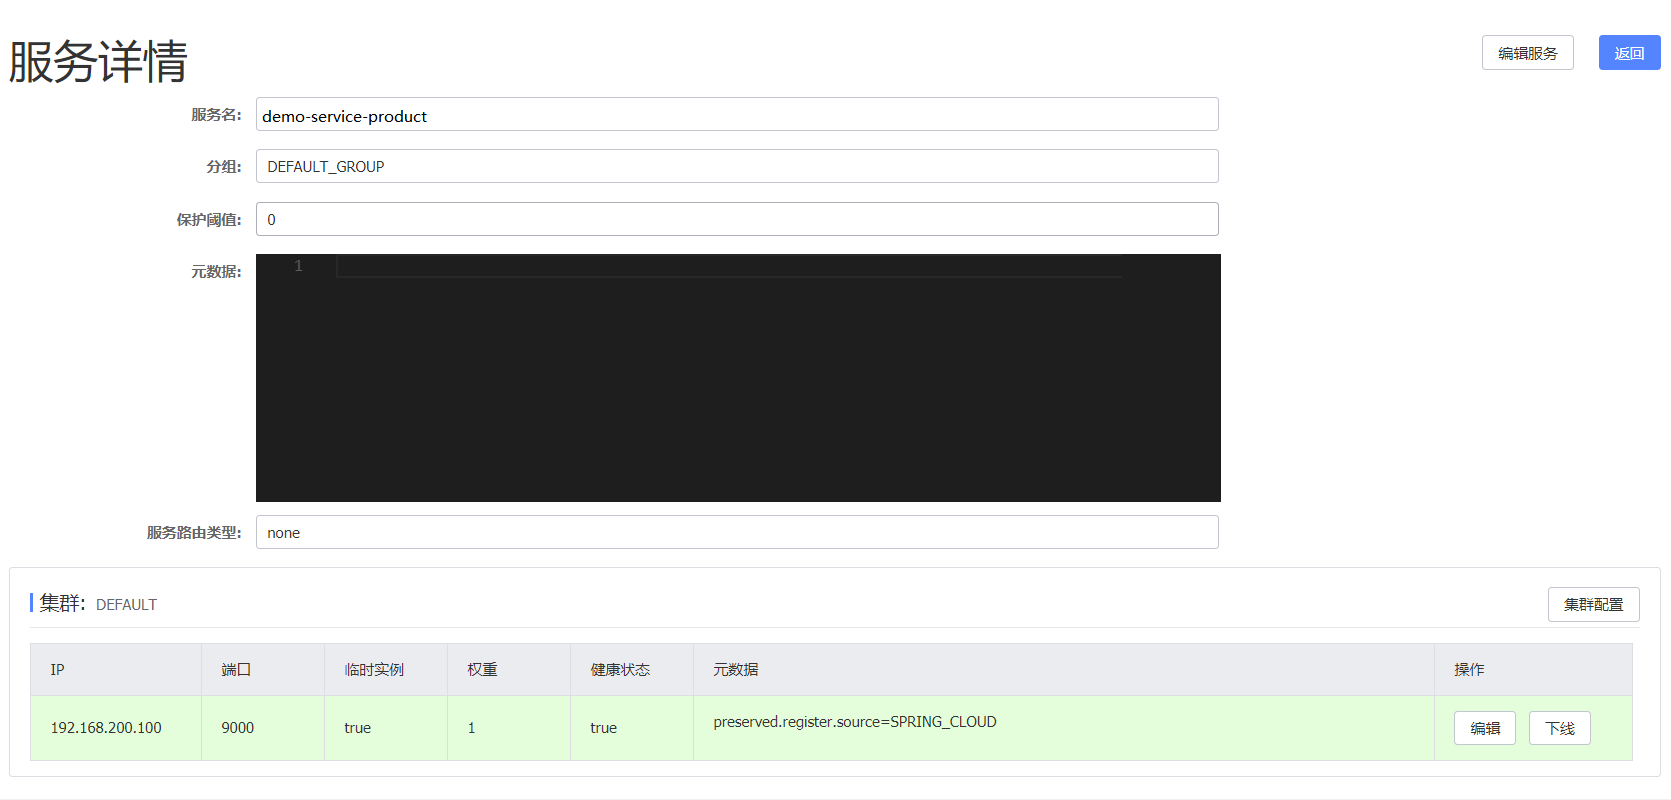 服务详情
编辑服务
返回
服务名:
demo-service-product
分组:
DEFAULT_GROUP
保护阈值:
0
元数据:
1
服务路由类型:
none
集群: DEFAULT
集群配置
IP 端口 临时实例 权重 健康状态 元数据 操作
192.168.200.100 9000 true 1 true preserved.register.source=SPRING_CLOUD 编辑 下线